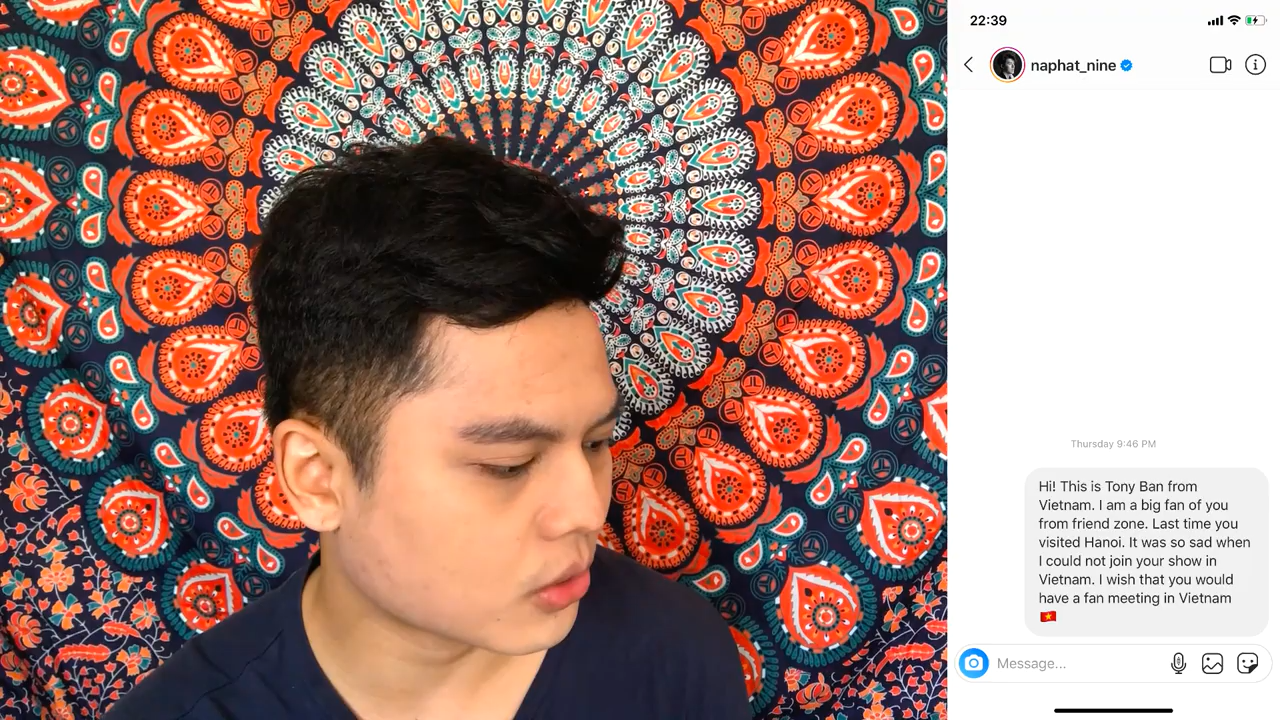 22:39
naphat_nine
Thursday 9:46 PM
Hi! This is Tony Ban from
Vietnam. I am a big fan of you
from friend zone. Last time you
visited Hanoi. It was so sad when
I could not join your show in
Vietnam. I wish that you would
have a fan meeting in Vietnam
🇻🇳
Message...